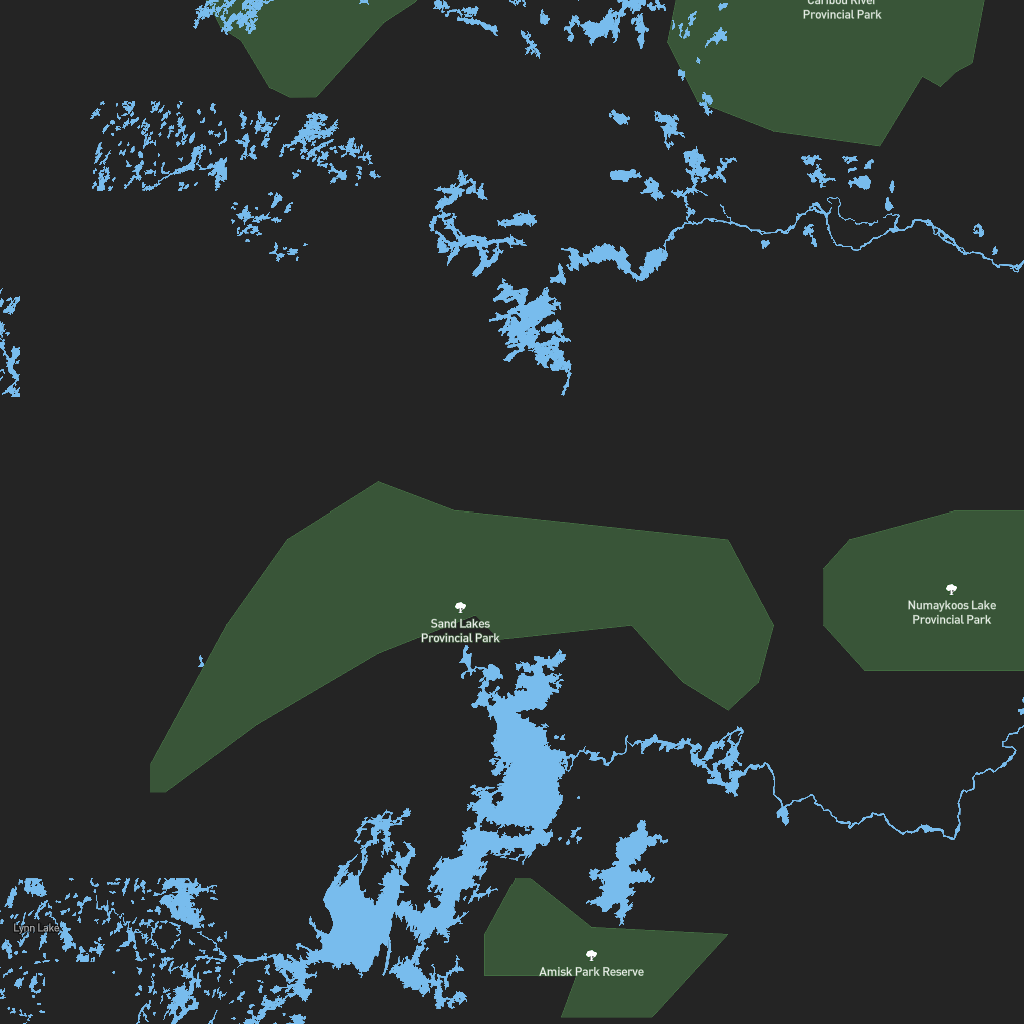 Caribou River
Provincial Park
Numaykoos Lake
Provincial Park
Sand Lakes
Provincial Park
Lynn Lake
Amisk Park Reserve